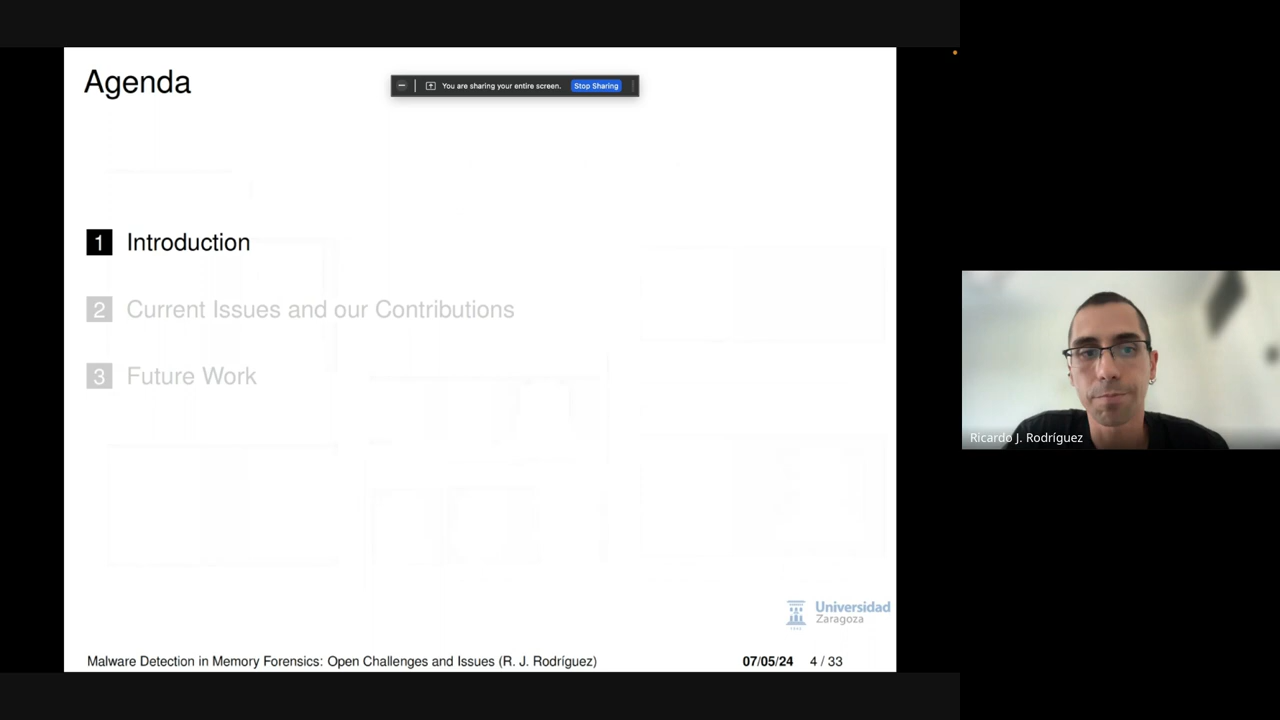 Agenda
You are sharing your entire screen. Stop Sharing
1 Introduction
2 Current Issues and our Contributions
3 Future Work
Ricardo J. Rodríguez
Universidad
Zaragoza
Malware Detection in Memory Forensics: Open Challenges and Issues (R. J. Rodríguez) 07/05/24 4 / 33